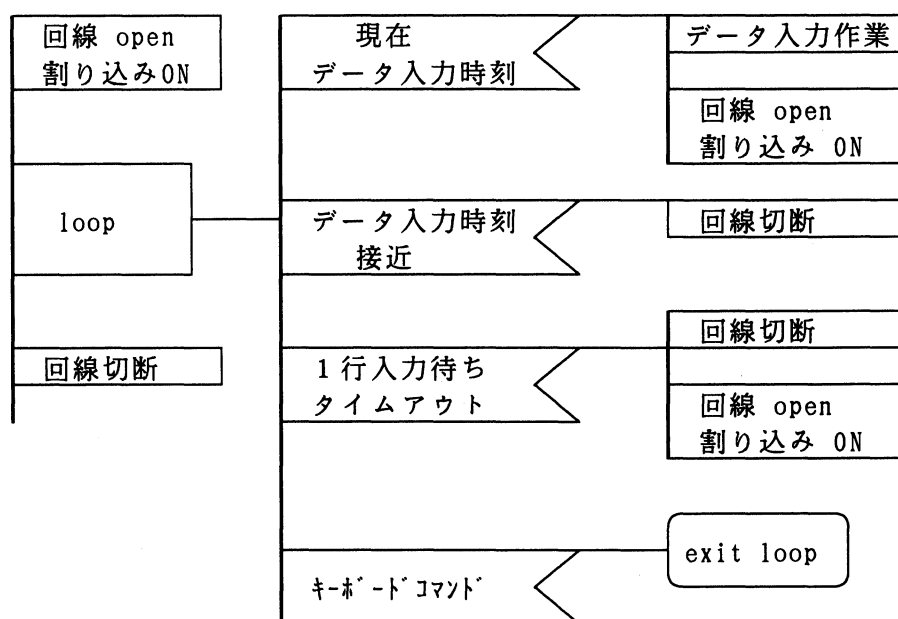 回線 open
割り込みON
loop
回線切断
現在
データ入力時刻
データ入力作業
回線 open
割り込み ON
データ入力時刻
接近
回線切断
1行入力待ち
タイムアウト
回線切断
回線 open
割り込み ON
ｷｰﾎﾞｰﾄﾞｺﾏﾝﾄﾞ
exit loop